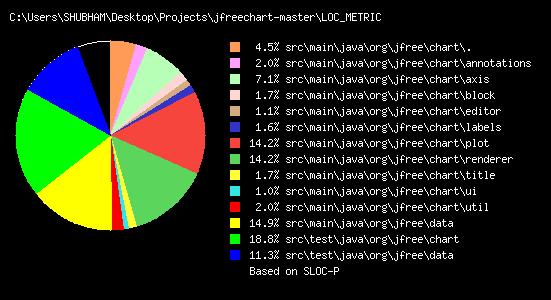 C:\Users\SHUBHAM\Desktop\Projects\jfreechart-master\LOC_METRIC
4.5% src\main\java\org\jfree\chart\.
2.0% src\main\java\org\jfree\chart\annotations
7.1% src\main\java\org\jfree\chart\axis
1.7% src\main\java\org\jfree\chart\block
1.1% src\main\java\org\jfree\chart\editor
1.6% src\main\java\org\jfree\chart\labels
14.2% src\main\java\org\jfree\chart\plot
14.2% src\main\java\org\jfree\chart\renderer
1.7% src\main\java\org\jfree\chart\title
1.0% src\main\java\org\jfree\chart\ui
2.0% src\main\java\org\jfree\chart\util
14.9% src\main\java\org\jfree\data
18.8% src\test\java\org\jfree\chart
11.3% src\test\java\org\jfree\data
Based on SLOC-P